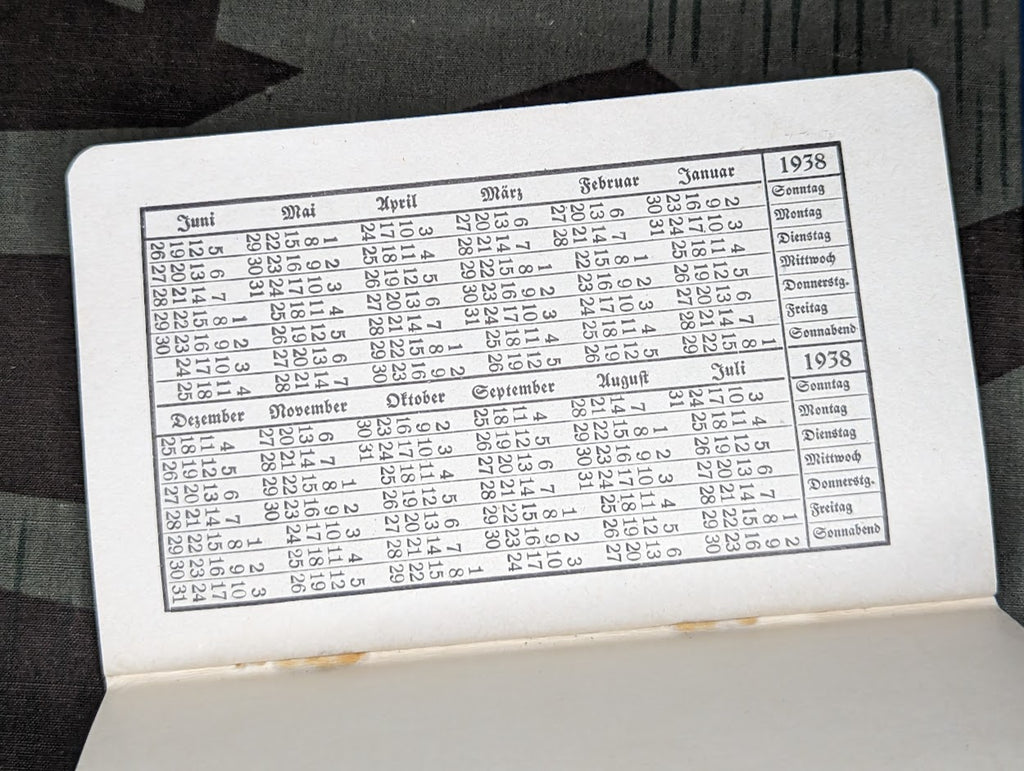 Juni Mai April März Februar Januar 1938
26 19 12 5 29 22 15 8 1 24 17 10 3 27 20 13 6 27 20 13 6 30 23 16 9 2 Sonntag
27 20 13 6 30 23 16 9 2 25 18 11 4 28 21 14 7 28 21 14 7 31 24 17 10 3 Montag
28 21 14 7 31 24 17 10 3 26 19 12 5 29 22 15 8 1 22 15 8 1 25 18 11 4 Dienstag
29 22 15 8 1 25 18 11 4 27 20 13 6 30 23 16 9 2 23 16 9 2 26 19 12 5 Mittwoch
30 23 16 9 2 26 19 12 5 28 21 14 7 31 24 17 10 3 24 17 10 3 27 20 13 6 Donnerstg.
24 17 10 3 27 20 13 6 29 22 15 8 1 25 18 11 4 25 18 11 4 28 21 14 7 Freitag
25 18 11 4 28 21 14 7 30 23 16 9 2 26 19 12 5 26 19 12 5 29 22 15 8 1 Sonnabend
Dezember November Oktober September August Juli 1938
25 18 11 4 27 20 13 6 30 23 16 9 2 25 18 11 4 28 21 14 7 31 24 17 10 3 Sonntag
26 19 12 5 28 21 14 7 31 24 17 10 3 26 19 12 5 29 22 15 8 1 25 18 11 4 Montag
27 20 13 6 29 22 15 8 1 25 18 11 4 27 20 13 6 30 23 16 9 2 26 19 12 5 Dienstag
28 21 14 7 30 23 16 9 2 26 19 12 5 28 21 14 7 31 24 17 10 3 27 20 13 6 Mittwoch
29 22 15 8 1 24 17 10 3 27 20 13 6 29 22 15 8 1 25 18 11 4 28 21 14 7 Donnerstg.
30 23 16 9 2 25 18 11 4 28 21 14 7 30 23 16 9 2 26 19 12 5 29 22 15 8 1 Freitag
31 24 17 10 3 26 19 12 5 29 22 15 8 1 24 17 10 3 27 20 13 6 30 23 16 9 2 Sonnabend